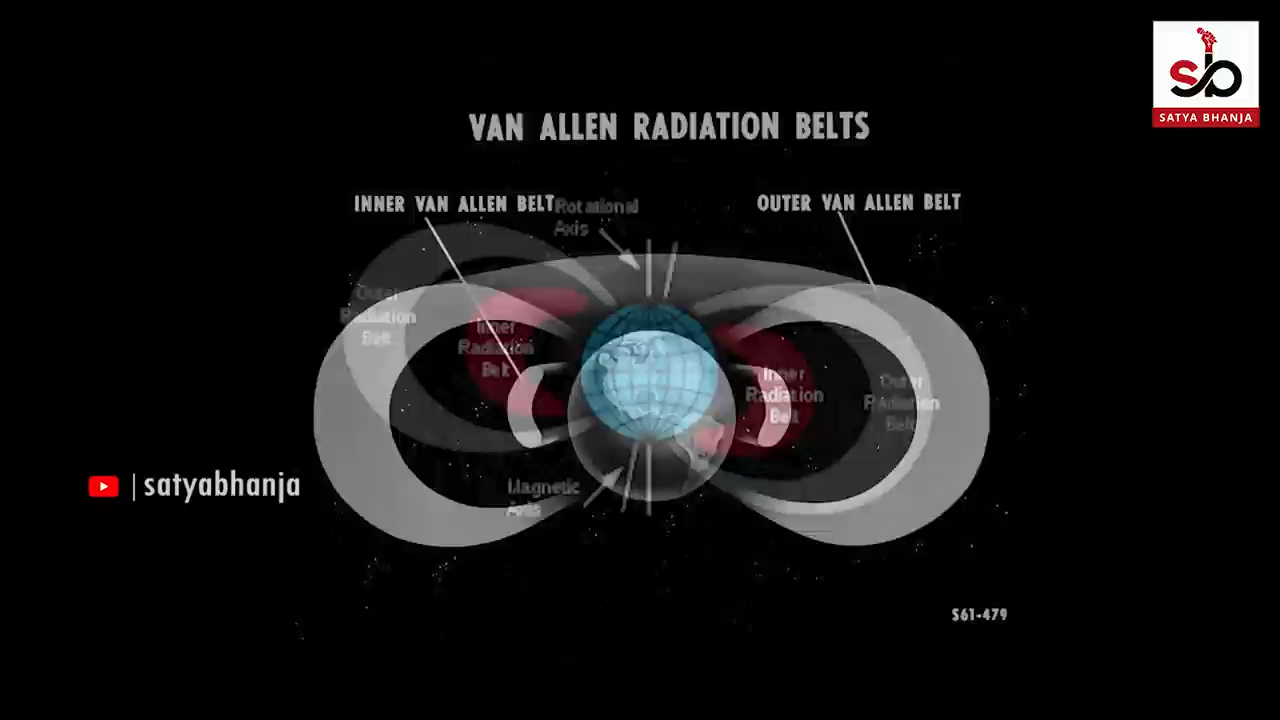 sb
SATYA BHANJA
VAN ALLEN RADIATION BELTS
INNER VAN ALLEN BELT
OUTER VAN ALLEN BELT
Rotational
Axis
Outer
Radiation
Belt
Inner
Radiation
Belt
Inner
Radiation
Belt
Outer
Radiation
Belt
| satyabhanja
Magnetic
Axis
S61-479